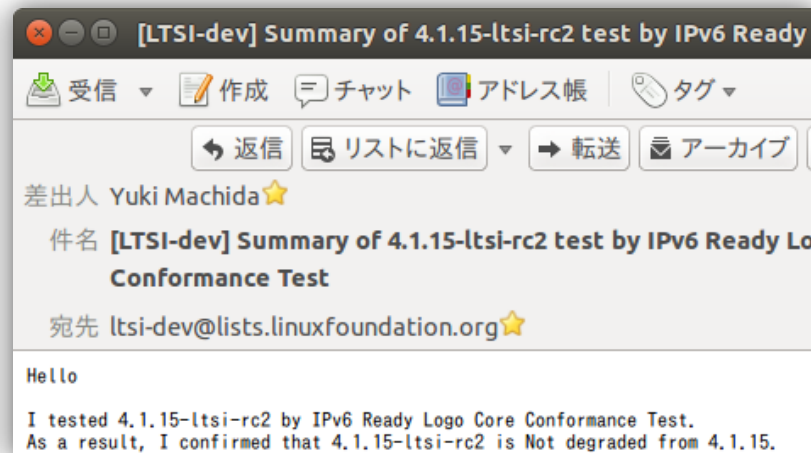 [LTSI-dev] Summary of 4.1.15-ltsi-rc2 test by IPv6 Ready
受信 作成 チャット アドレス帳 タグ
返信 リストに返信 転送 アーカイブ
差出人 Yuki Machida
件名 [LTSI-dev] Summary of 4.1.15-ltsi-rc2 test by IPv6 Ready Lo
Conformance Test
宛先 ltsi-dev@lists.linuxfoundation.org
Hello
I tested 4.1.15-ltsi-rc2 by IPv6 Ready Logo Core Conformance Test.
As a result, I confirmed that 4.1.15-ltsi-rc2 is Not degraded from 4.1.15.